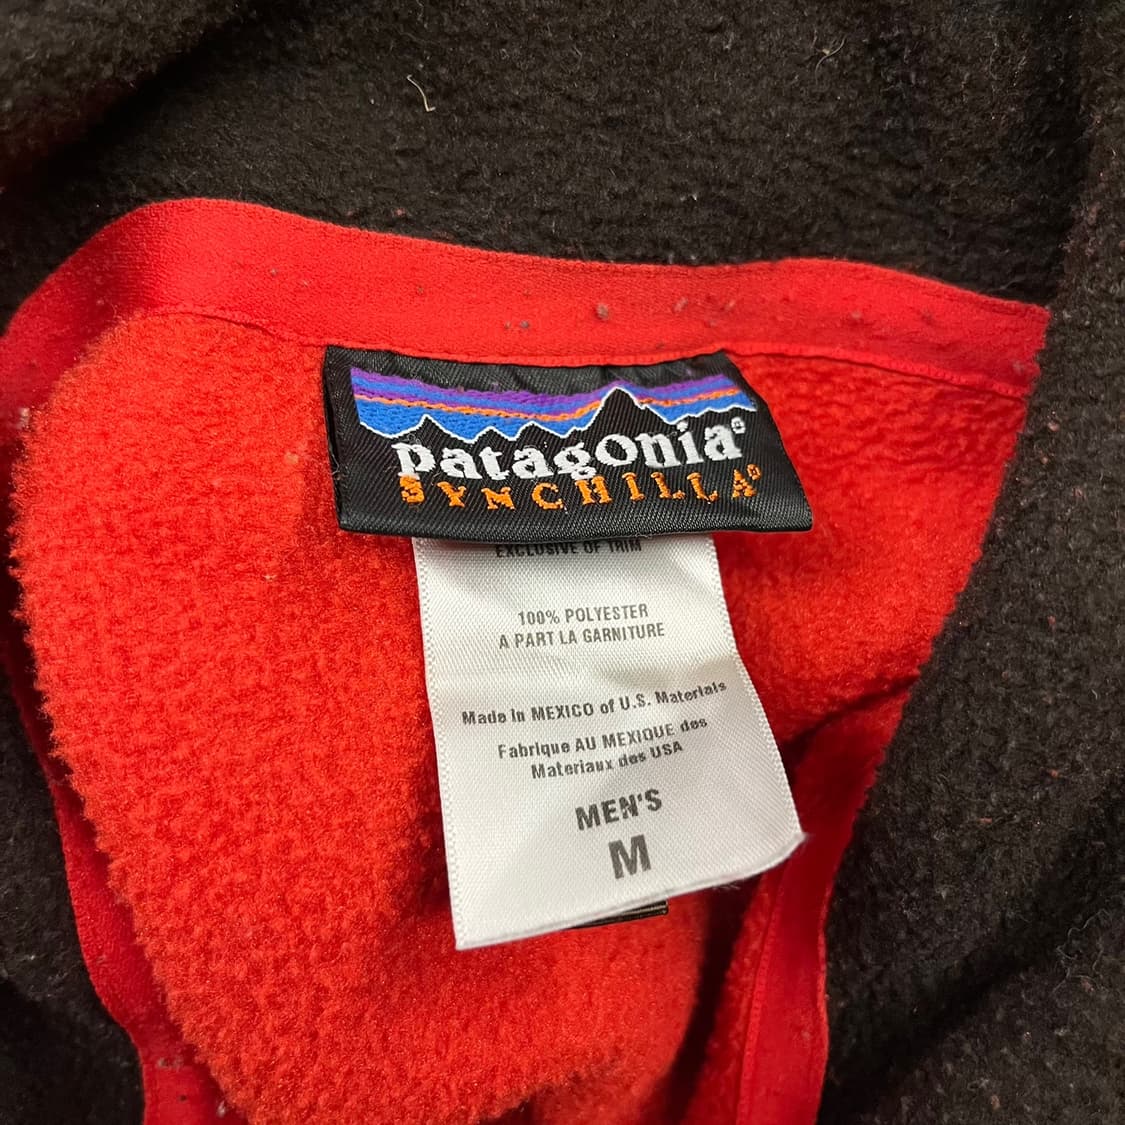 patagonia®
SYNCHILLA®
EXCLUSIVE OF TRIM
100% POLYESTER
A PART LA GARNITURE
Made in MEXICO of U.S. Materials
Fabrique AU MEXIQUE des
Materiaux des USA
MEN'S
M